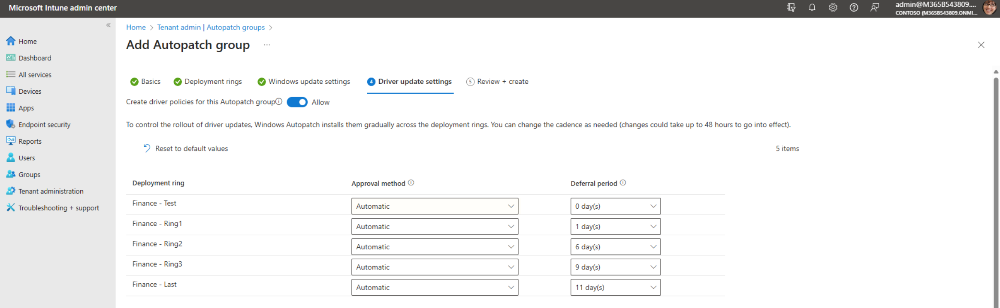 Microsoft Intune admin center
admin@M365B543809....
CONTOSO (M365B543809.ONMI...
Home
Dashboard
All services
Devices
Apps
Endpoint security
Reports
Users
Groups
Tenant administration
Troubleshooting + support
Home > Tenant admin | Autopatch groups >
Add Autopatch group ...
Basics Deployment rings Windows update settings 4 Driver update settings 5 Review + create
Create driver policies for this Autopatch group Allow
To control the rollout of driver updates, Windows Autopatch installs them gradually across the deployment rings. You can change the cadence as needed (changes could take up to 48 hours to go into effect).
Reset to default values 5 items
Deployment ring Approval method Deferral period
Finance - Test Automatic 0 day(s)
Finance - Ring1 Automatic 1 day(s)
Finance - Ring2 Automatic 6 day(s)
Finance - Ring3 Automatic 9 day(s)
Finance - Last Automatic 11 day(s)